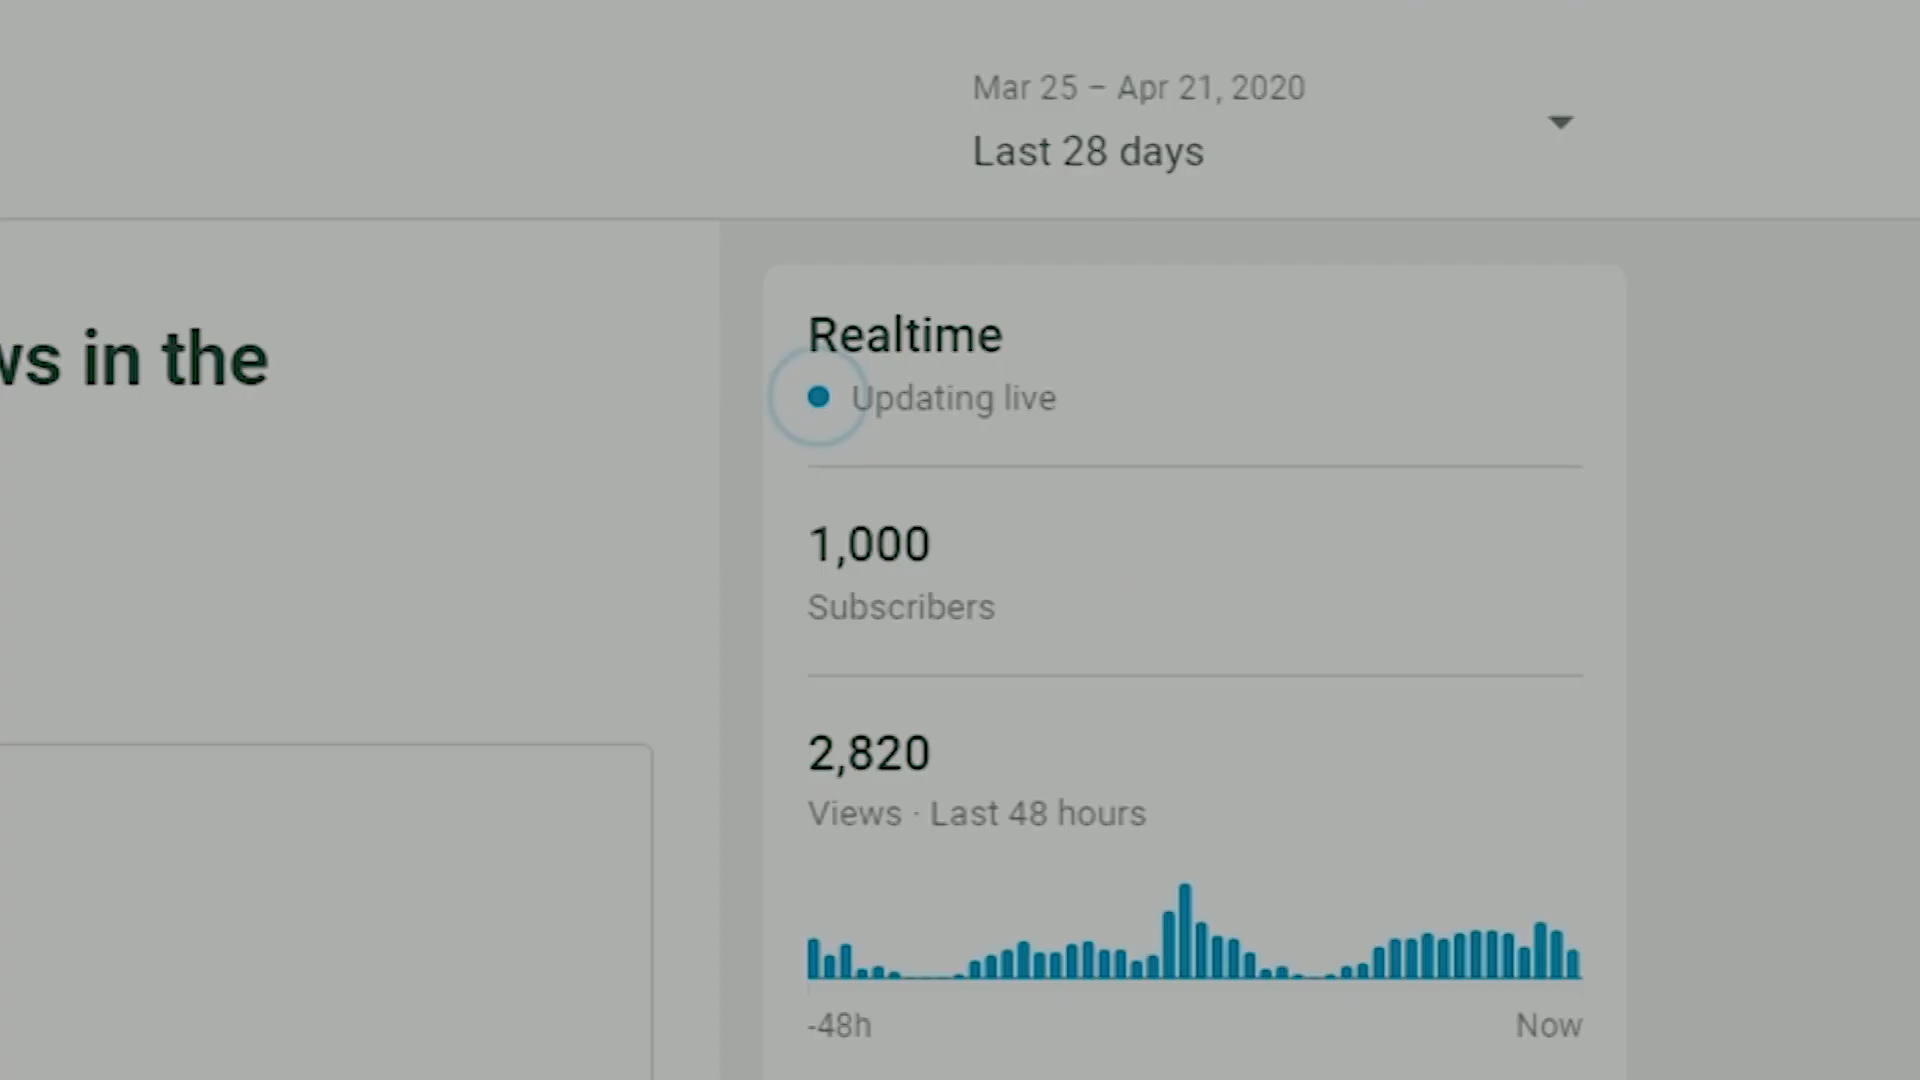 Mar 25 – Apr 21, 2020
Last 28 days
in the
Realtime
Updating live
1,000
Subscribers
2,820
Views · Last 48 hours
-48h
Now